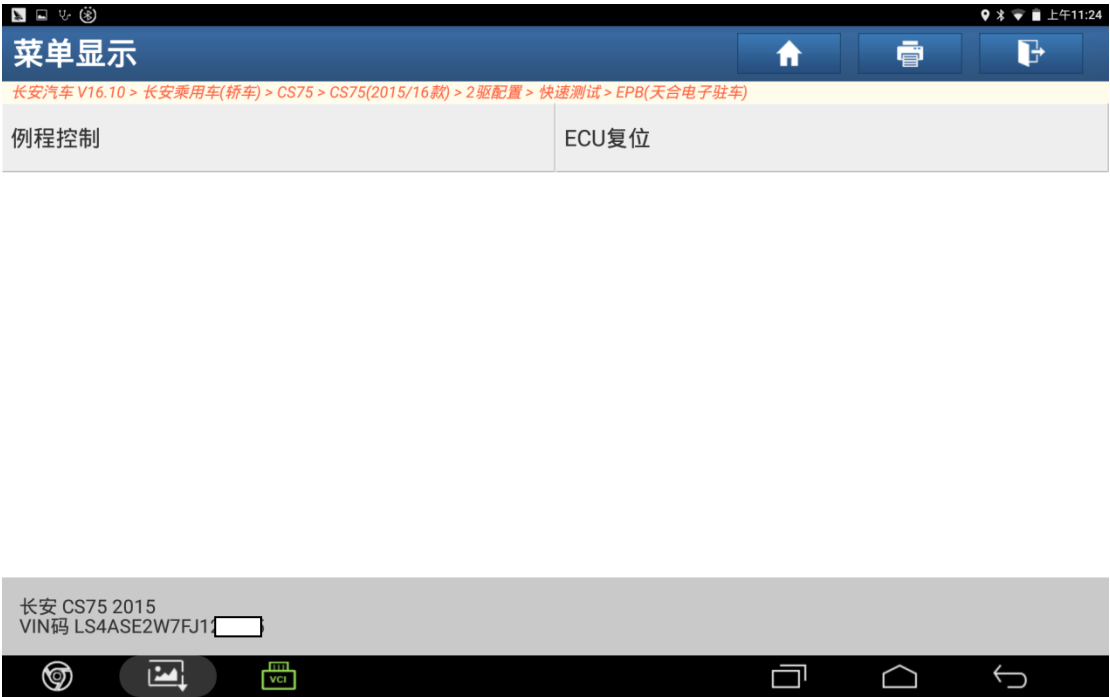 上午11:24
菜单显示
长安汽车 V16.10 > 长安乘用车(轿车) > CS75 > CS75(2015/16款) > 2驱配置 > 快速测试 > EPB(天合电子驻车)
例程控制
ECU复位
长安 CS75 2015
VIN码 LS4ASE2W7FJ1
VCI